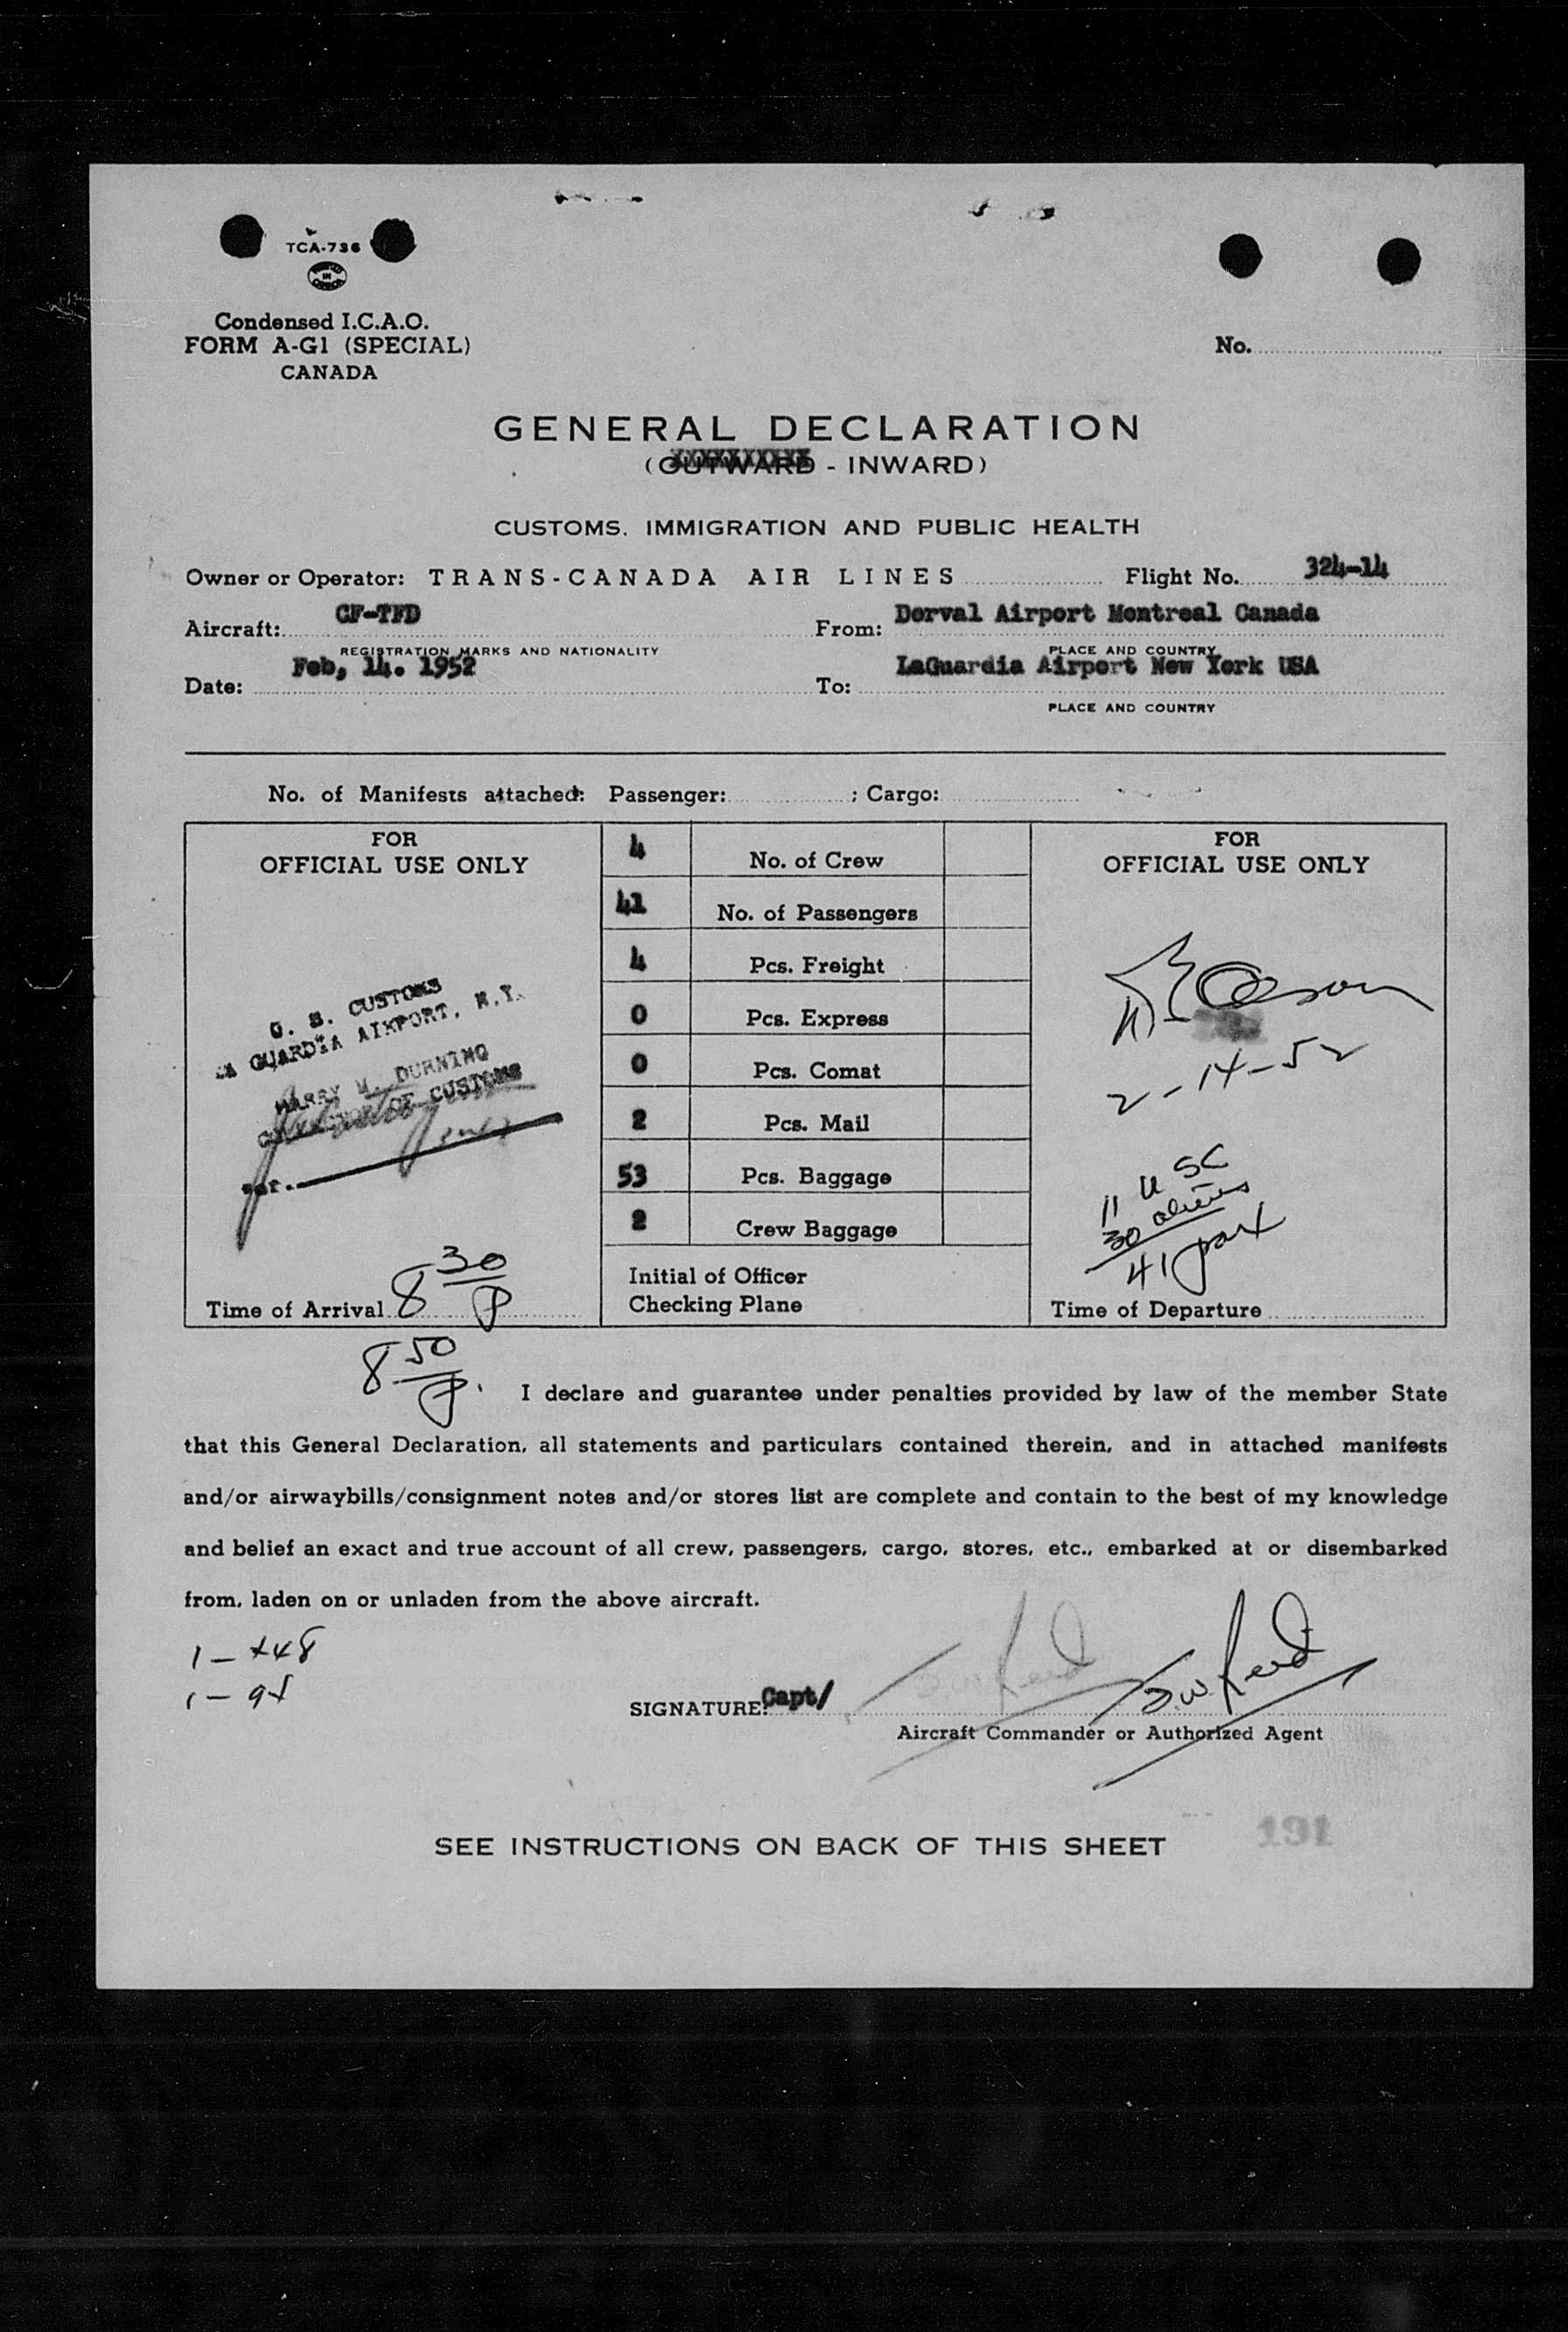 TCA-736
Condensed I.C.A.O.
FORM A-G1 (SPECIAL)
CANADA
No.
GENERAL DECLARATION
(OUTWARD - INWARD)
CUSTOMS, IMMIGRATION AND PUBLIC HEALTH
Owner or Operator: TRANS-CANADA AIR LINES Flight No. 324-14
Aircraft: CF-TFD From: Dorval Airport Montreal Canada
REGISTRATION MARKS AND NATIONALITY PLACE AND COUNTRY
Date: Feb, 14. 1952 To: LaGuardia Airport New York USA
PLACE AND COUNTRY
No. of Manifests attached: Passenger: ; Cargo:
FOR
OFFICIAL USE ONLY
U. S. CUSTOMS
LA GUARDIA AIRPORT, N.Y.
HARRY M. DURNING
COLLECTOR OF CUSTOMS
Per.
Time of Arrival 8 30 P
8 50 P.
4 No. of Crew
41 No. of Passengers
4 Pcs. Freight
0 Pcs. Express
0 Pcs. Comat
2 Pcs. Mail
53 Pcs. Baggage
2 Crew Baggage
Initial of Officer
Checking Plane
FOR
OFFICIAL USE ONLY
2-14-52
11 USC
30 aliens
41 pax
Time of Departure
I declare and guarantee under penalties provided by law of the member State
that this General Declaration, all statements and particulars contained therein, and in attached manifests
and/or airwaybills/consignment notes and/or stores list are complete and contain to the best of my knowledge
and belief an exact and true account of all crew, passengers, cargo, stores, etc., embarked at or disembarked
from, laden on or unladen from the above aircraft.
SIGNATURE: Capt/
Aircraft Commander or Authorized Agent
SEE INSTRUCTIONS ON BACK OF THIS SHEET
191